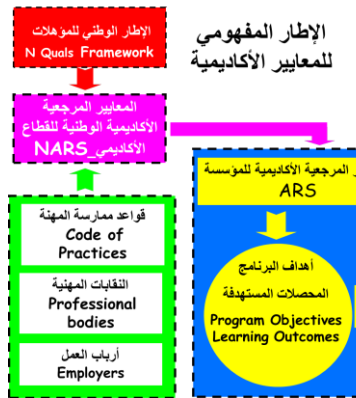 الإطار المفهومي
للمعايير الأكاديمية
الإطار الوطني للمؤهلات
N Quals Framework
المعايير المرجعية
الأكاديمية الوطنية للقطاع
الأكاديمي_NARS
قواعد ممارسة المهنة
Code of
Practices
النقابات المهنية
Professional
bodies
أرباب العمل
Employers
المرجعية الأكاديمية للمؤسسة
ARS
أهداف البرنامج
المحصلات المستهدفة
Program Objectives
Learning Outcomes